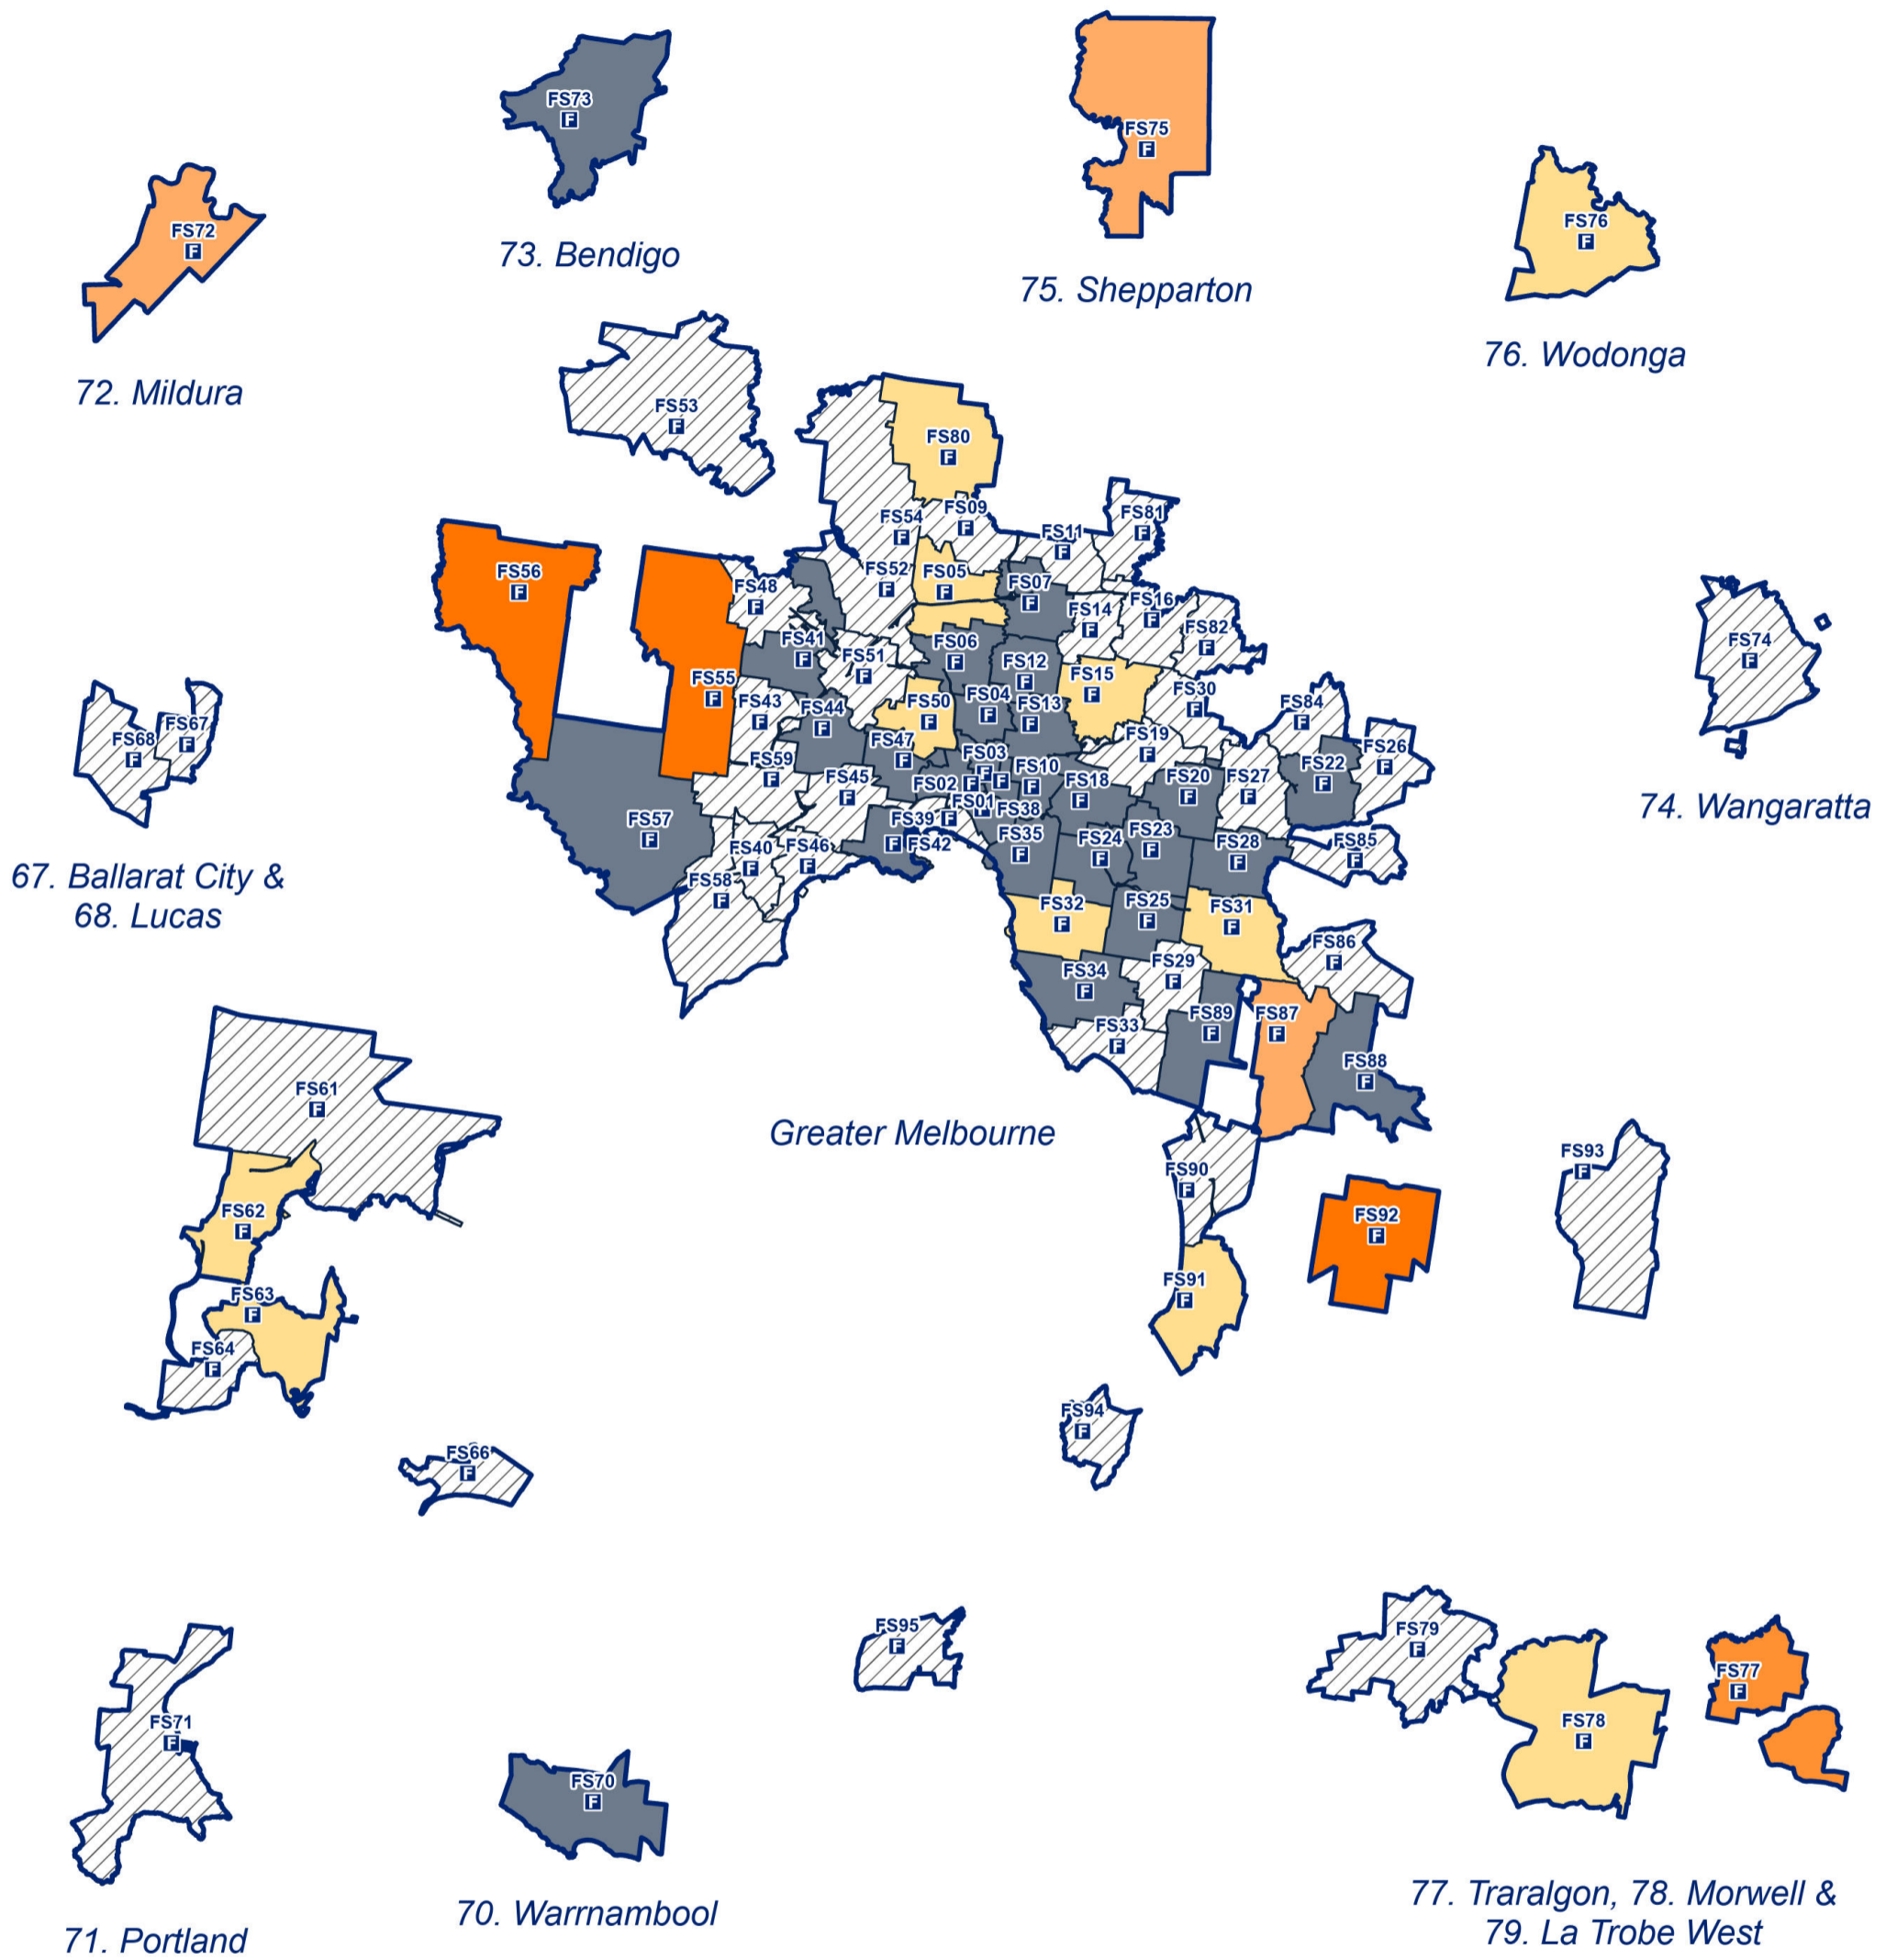 FS73
F
FS75
F
FS72
F
FS76
F
73. Bendigo
75. Shepparton
76. Wodonga
72. Mildura
FS53
F
FS80
F
FS54
F
FS09
F
FS11
F
FS81
F
FS56
F
FS48
F
FS52
F
FS05
F
FS07
F
FS14
F
FS16
F
FS82
F
FS74
F
FS41
F
FS51
F
FS06
F
FS12
F
FS15
F
FS30
F
FS55
F
FS43
F
FS44
F
FS50
F
FS04
F
FS13
F
FS19
F
FS84
F
FS26
F
FS68
F
FS67
F
FS59
F
FS45
F
FS47
F
FS02
F
FS03
F
F
FS10
F
FS18
F
FS20
F
FS27
F
FS22
F
74. Wangaratta
FS01
F
FS38
FS57
F
FS40
F
FS46
F
FS39
F
F
FS42
FS35
F
FS24
F
FS23
F
FS28
F
FS85
F
67. Ballarat City &
68. Lucas
FS58
F
FS32
F
FS25
F
FS31
F
FS86
F
FS34
F
FS29
F
FS33
F
FS89
F
FS87
F
FS88
F
FS61
F
Greater Melbourne
FS93
F
FS90
F
FS62
F
FS92
F
FS63
F
FS91
F
FS64
F
FS94
F
FS66
F
FS95
F
FS79
F
FS77
F
FS71
F
FS78
F
FS70
F
77. Traralgon, 78. Morwell &
79. La Trobe West
70. Warrnambool
71. Portland